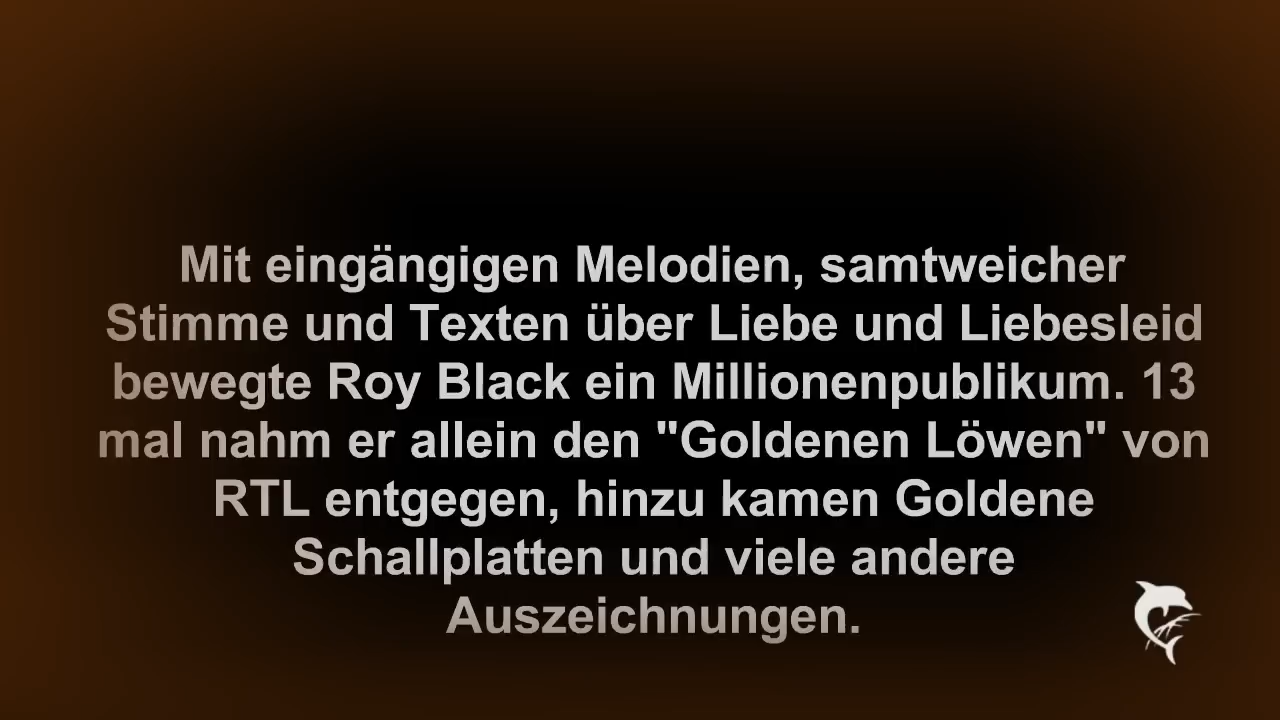 Mit eingängigen Melodien, samtweicher
Stimme und Texten über Liebe und Liebesleid
bewegte Roy Black ein Millionenpublikum. 13
mal nahm er allein den "Goldenen Löwen" von
RTL entgegen, hinzu kamen Goldene
Schallplatten und viele andere
Auszeichnungen.